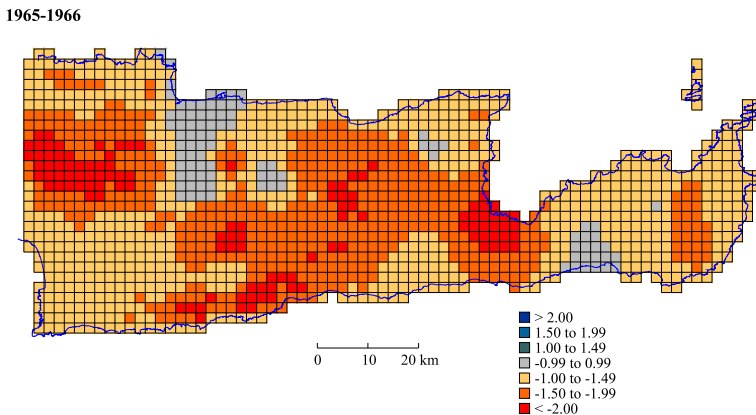 1965-1966
> 2.00
1.50 to 1.99
1.00 to 1.49
-0.99 to 0.99
-1.00 to -1.49
-1.50 to -1.99
< -2.00
0 10 20 km